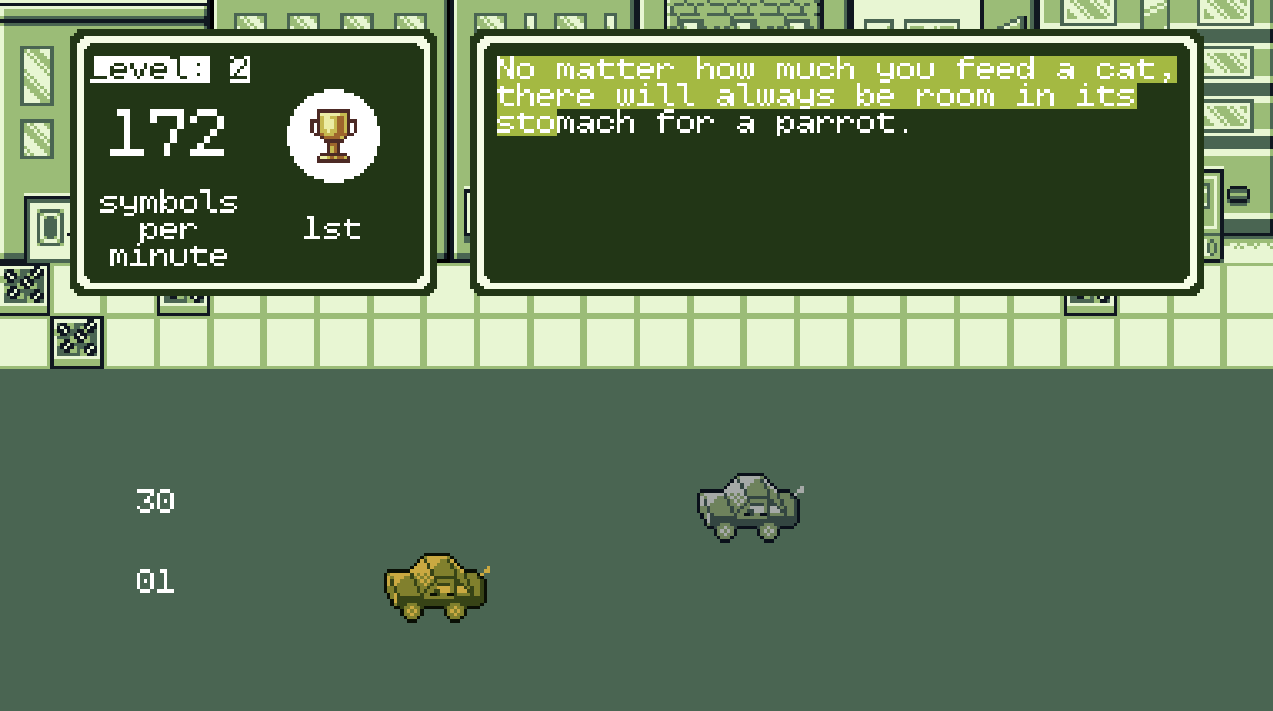 Level: 2
172
symbols
per
minute
1st
No matter how much you feed a cat,
there will always be room in its
stomach for a parrot.
30
01